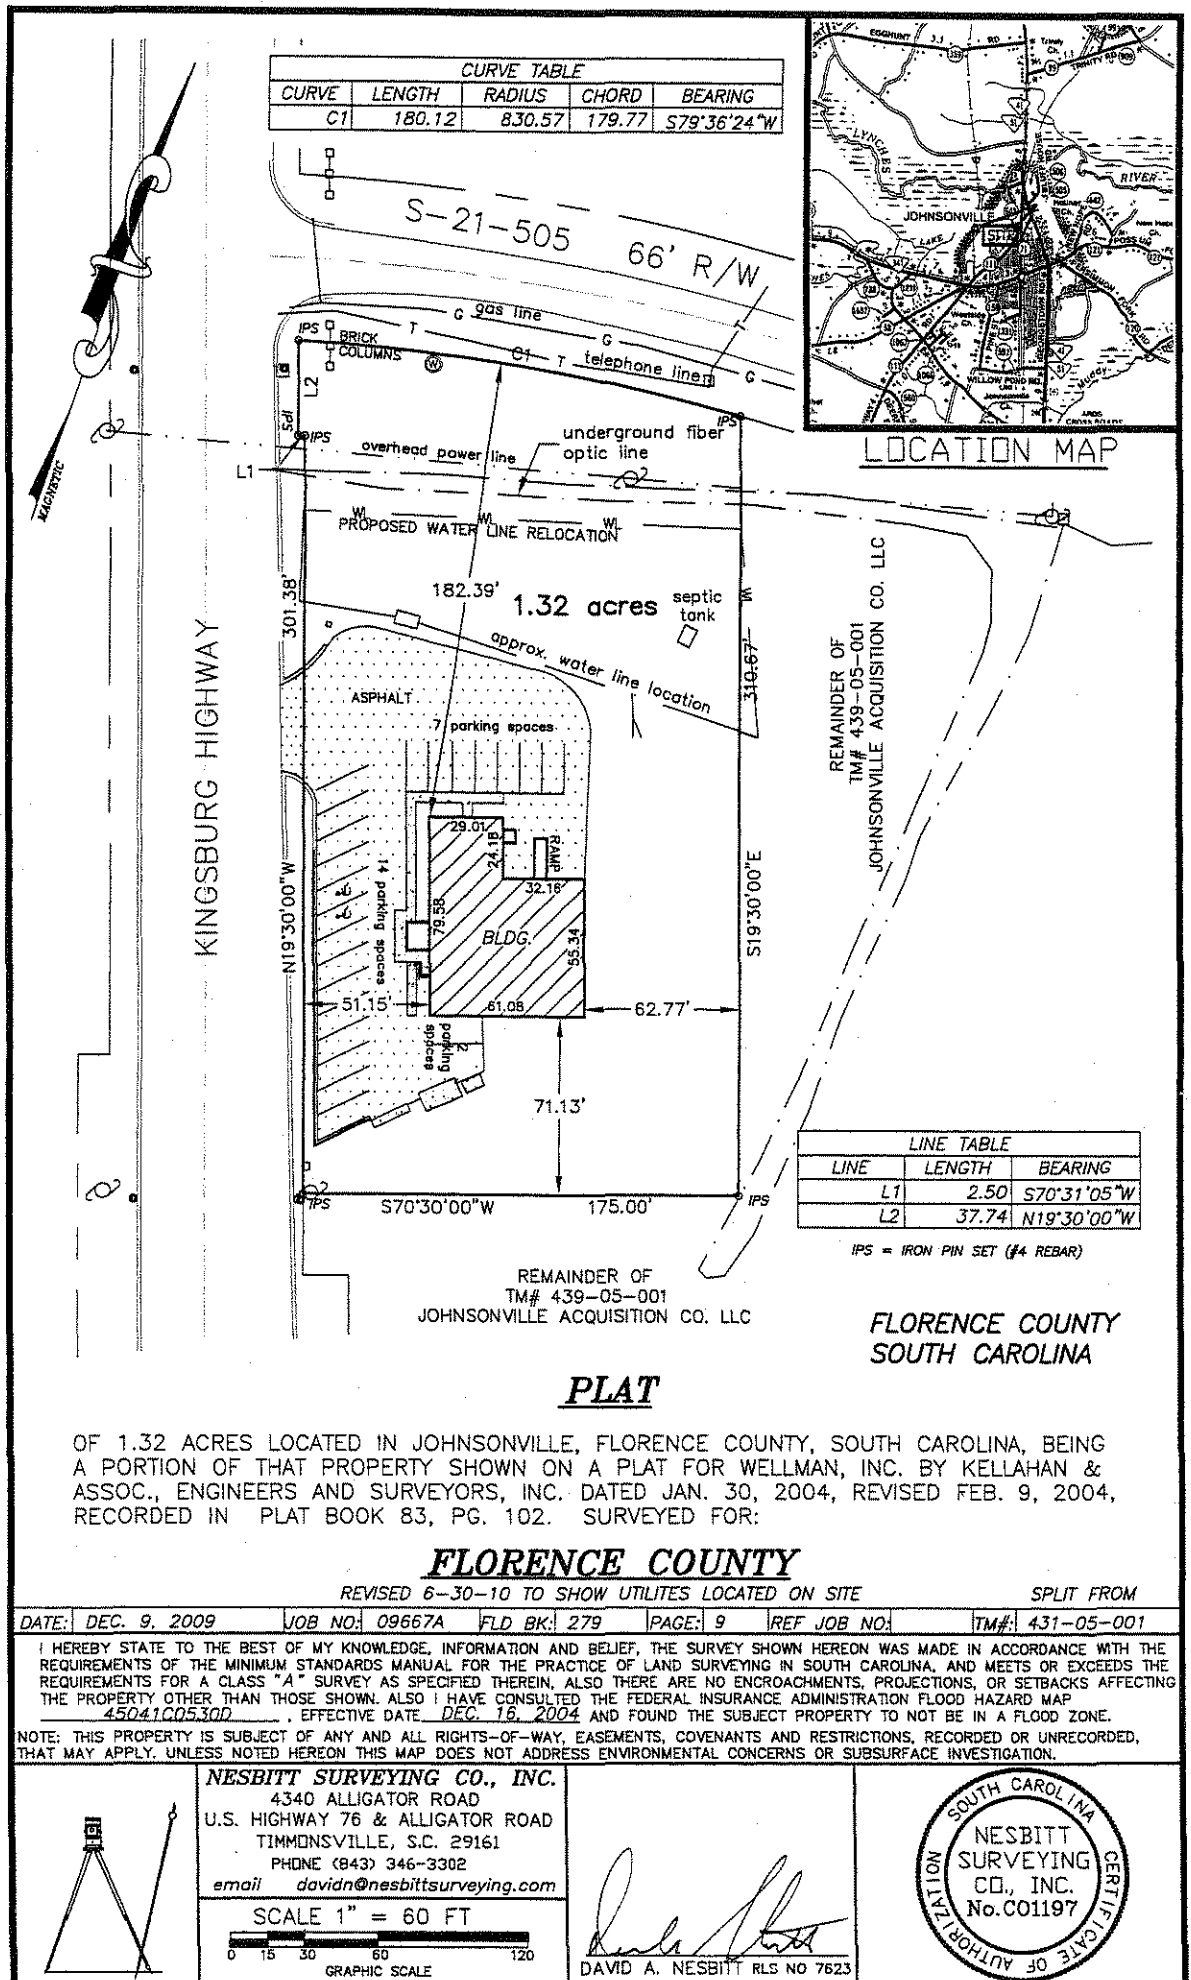 CURVE TABLE
CURVE LENGTH RADIUS CHORD BEARING
C1 180.12 830.57 179.77 S79°36'24"W
EGGHUNT 3.1 RD
TRINITY RD
LYNCHES
RIVER
JOHNSONVILLE
SITE
LAKE
WILLOW POND RD.
Johnsonville
Muddy
LOCATION MAP
MAGNETIC
S-21-505 66' R/W
gas line
G G G G
T T T
telephone line
IPS
BRICK
COLUMNS
C1
W
L2
IPS
IPS
IPS
L1
overhead power line
underground fiber
optic line
WL WL WL
PROPOSED WATER LINE RELOCATION
182.39'
1.32 acres
septic
tank
W
approx. water line location
301.38'
310.67'
N19°30'00"W
S19°30'00"E
KINGSBURG HIGHWAY
REMAINDER OF
TM# 439-05-001
JOHNSONVILLE ACQUISITION CO. LLC
ASPHALT
7 parking spaces
14 parking spaces
29.01
24.18
RAMP
32.16
79.58
BLDG.
55.34
61.08
51.15'
62.77'
12
parking
spaces
71.13'
IPS
S70°30'00"W 175.00'
IPS
LINE TABLE
LINE LENGTH BEARING
L1 2.50 S70°31'05"W
L2 37.74 N19°30'00"W
IPS = IRON PIN SET (#4 REBAR)
REMAINDER OF
TM# 439-05-001
JOHNSONVILLE ACQUISITION CO. LLC
FLORENCE COUNTY
SOUTH CAROLINA
PLAT
OF 1.32 ACRES LOCATED IN JOHNSONVILLE, FLORENCE COUNTY, SOUTH CAROLINA, BEING
A PORTION OF THAT PROPERTY SHOWN ON A PLAT FOR WELLMAN, INC. BY KELLAHAN &
ASSOC., ENGINEERS AND SURVEYORS, INC. DATED JAN. 30, 2004, REVISED FEB. 9, 2004,
RECORDED IN PLAT BOOK 83, PG. 102. SURVEYED FOR:
FLORENCE COUNTY
REVISED 6-30-10 TO SHOW UTILITES LOCATED ON SITE SPLIT FROM
DATE: DEC. 9, 2009 JOB NO: 09667A FLD BK: 279 PAGE: 9 REF JOB NO: TM#: 431-05-001
I HEREBY STATE TO THE BEST OF MY KNOWLEDGE, INFORMATION AND BELIEF, THE SURVEY SHOWN HEREON WAS MADE IN ACCORDANCE WITH THE
REQUIREMENTS OF THE MINIMUM STANDARDS MANUAL FOR THE PRACTICE OF LAND SURVEYING IN SOUTH CAROLINA, AND MEETS OR EXCEEDS THE
REQUIREMENTS FOR A CLASS "A" SURVEY AS SPECIFIED THEREIN, ALSO THERE ARE NO ENCROACHMENTS, PROJECTIONS, OR SETBACKS AFFECTING
THE PROPERTY OTHER THAN THOSE SHOWN. ALSO I HAVE CONSULTED THE FEDERAL INSURANCE ADMINISTRATION FLOOD HAZARD MAP
45041C0530D , EFFECTIVE DATE DEC. 16, 2004 AND FOUND THE SUBJECT PROPERTY TO NOT BE IN A FLOOD ZONE.
NOTE: THIS PROPERTY IS SUBJECT OF ANY AND ALL RIGHTS-OF-WAY, EASEMENTS, COVENANTS AND RESTRICTIONS, RECORDED OR UNRECORDED,
THAT MAY APPLY. UNLESS NOTED HEREON THIS MAP DOES NOT ADDRESS ENVIRONMENTAL CONCERNS OR SUBSURFACE INVESTIGATION.
NESBITT SURVEYING CO., INC.
4340 ALLIGATOR ROAD
U.S. HIGHWAY 76 & ALLIGATOR ROAD
TIMMONSVILLE, S.C. 29161
PHONE (843) 346-3302
email davidn@nesbittsurveying.com
SCALE 1" = 60 FT
0 15 30 60 120
GRAPHIC SCALE
DAVID A. NESBITT RLS NO 7623
SOUTH CAROLINA
CERTIFICATE OF AUTHORIZATION
NESBITT
SURVEYING
CO., INC.
No.C01197